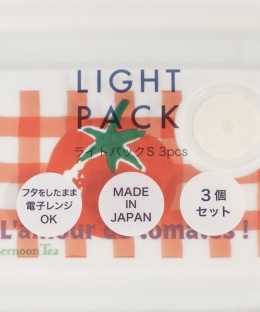 LIGHT
PACK
ライトパックS 3pcs
フタをしたまま
電子レンジ
OK
MADE
IN
JAPAN
3個
セット
L'amour de tomates !
ernoon Tea